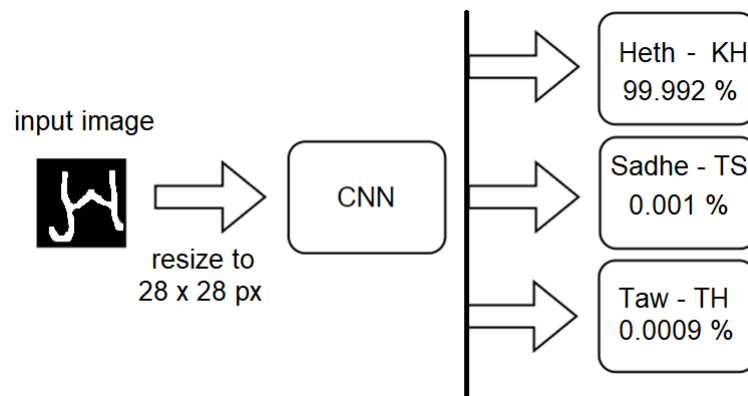 input image
resize to
28 x 28 px
CNN
Heth - KH
99.992 %
Sadhe - TS
0.001 %
Taw - TH
0.0009 %